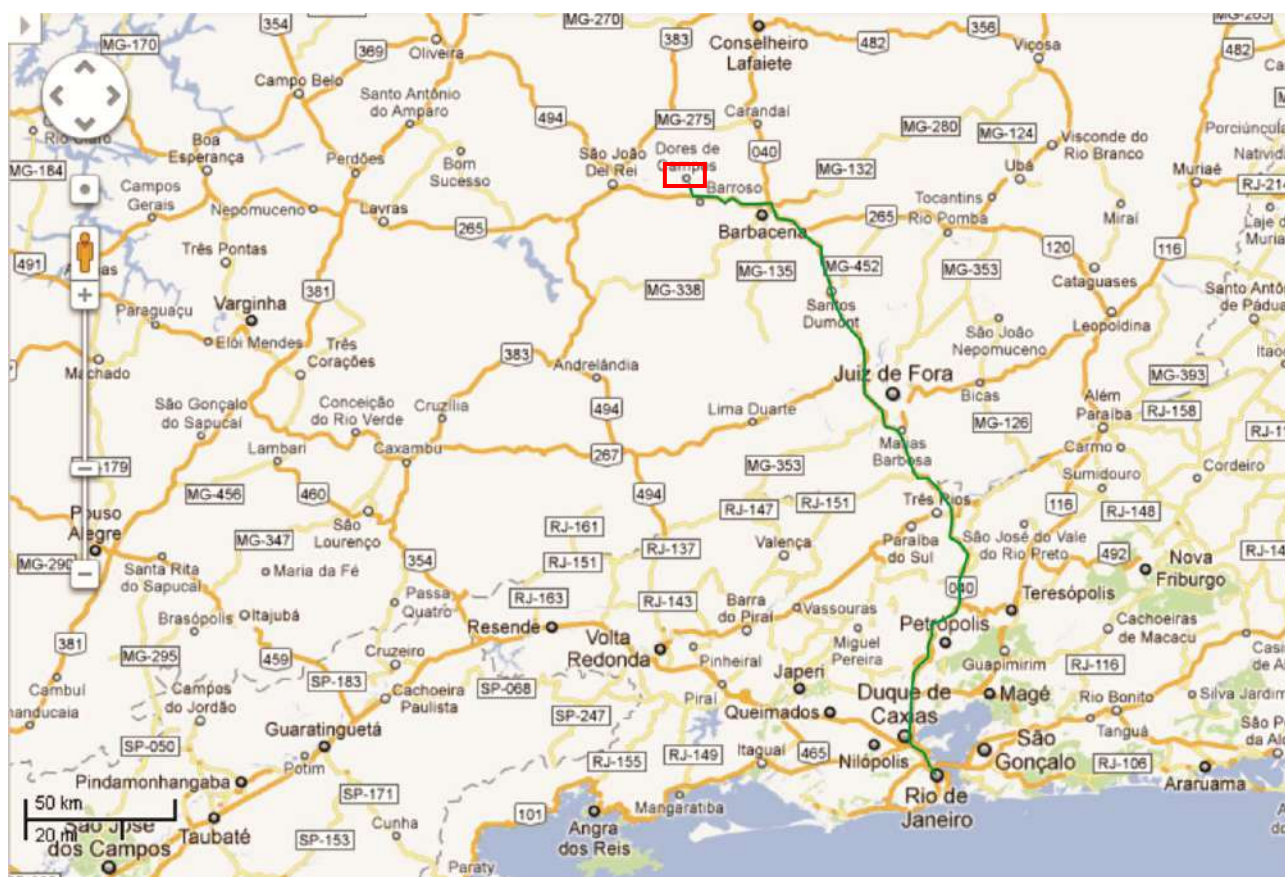 MG-265
354
MG-270
383
356
MG-170
369
Oliveira
Conselheiro
Lafaiete
482
Viçosa
482
Campo Belo
Santo Antônio
do Amparo
494
MG-275
Carandaí
MG-280
MG-124
Visconde do
Rio Branco
Porciúncula
Rio Claro
Boa
Esperança
Perdões
Bom
Sucesso
São João
Del Rei
Dores de
Campos
040
MG-132
Ubá
Muriaé
MG-184
Campos
Gerais
Nepomuceno
Lavras
265
Barroso
Barbacena
265
Tocantins
Rio Pomba
Miraí
RJ-214
491
Três Pontas
MG-135
MG-452
MG-353
120
116
Cataguases
MG-338
Varginha
381
Santos
Dumont
Santo Antônio
de Pádua
Paraguaçu
Elói Mendes
Três
Corações
São João
Nepomuceno
Leopoldina
383
Andrelândia
Machado
Juiz de Fora
MG-393
São Gonçalo
do Sapucaí
Conceição
do Rio Verde
Cruzília
494
Lima Duarte
Bicas
MG-126
Além
Paraíba
RJ-158
Lambari
Caxambu
267
Matias
Barbosa
Carmo
-179
MG-353
Sumidouro
Cordeiro
MG-456
460
494
RJ-147
RJ-151
Três Rios
116
RJ-148
Pouso
Alegre
MG-347
São
Lourenço
RJ-161
RJ-137
Valença
Paraíba
do Sul
São José do Vale
do Rio Preto
492
Nova
Friburgo
MG-290
Santa Rita
do Sapucaí
Maria da Fé
354
RJ-151
Passa
Quatro
RJ-163
RJ-143
Barra
do Piraí
Vassouras
040
Teresópolis
Brasópolis
Itajubá
Resende
Volta
Redonda
Miguel
Pereira
Petrópolis
Cachoeiras
de Macacu
381
MG-295
459
Cruzeiro
Pinheiral
Japeri
Guapimirim
RJ-116
Cambuí
Campos
do Jordão
SP-183
Cachoeira
Paulista
SP-068
Piraí
Queimados
Duque de
Caxias
Magé
Rio Bonito
Silva Jardim
SP-247
Tanguá
SP-050
Guaratinguetá
Potim
RJ-149
Itaguaí
465
Nilópolis
São
Gonçalo
RJ-155
RJ-106
Pindamonhangaba
SP-171
Mangaratiba
Rio de
Janeiro
Araruama
50 km
20 mi
São José
dos Campos
Taubaté
SP-153
Cunha
101
Angra
dos Reis
Paraty